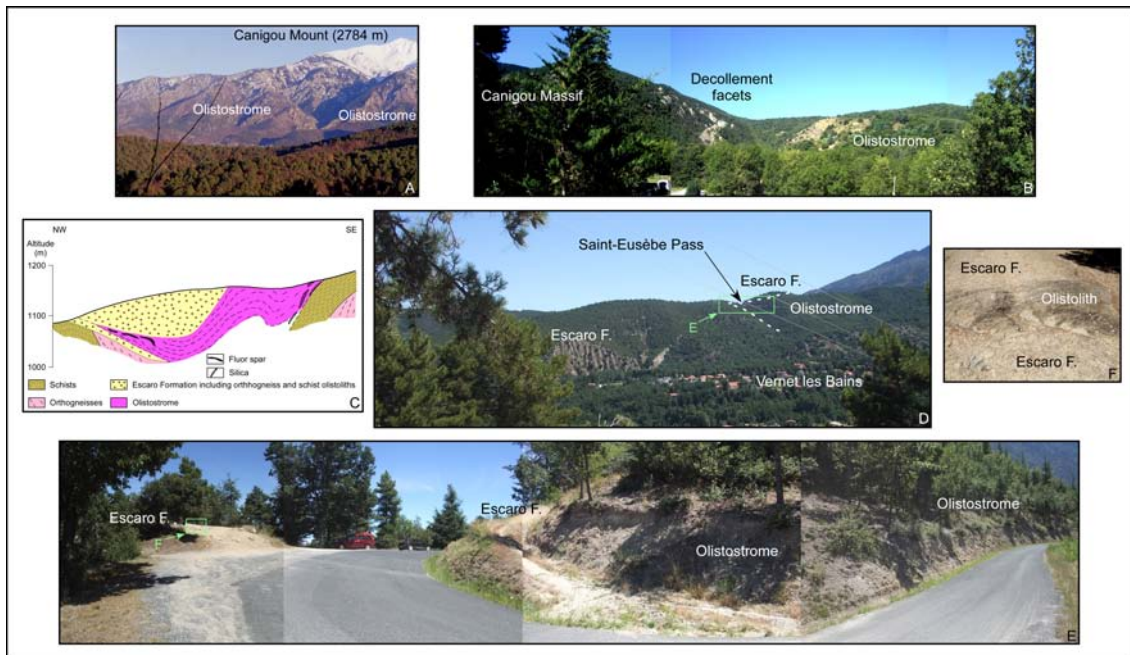 Canigou Mount (2784 m)
Olistostrome
Olistostrome
A
Canigou Massif
Decollement
facets
Olistostrome
B
NW
SE
Altitude
(m)
1200
1100
1000
Fluor spar
Silica
Schists
Escaro Formation including orthhogneiss and schist olistoliths
Orthogneisses
Olistostrome
C
Saint-Eusèbe Pass
Escaro F.
Olistostrome
E
Escaro F.
Vernet les Bains
D
Escaro F.
Olistolith
Escaro F.
F
Escaro F.
F
Escaro F.
Olistostrome
Olistostrome
E